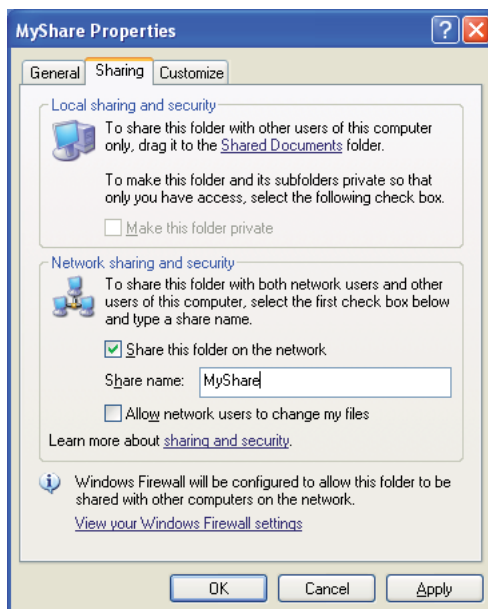 MyShare Properties
General Sharing Customize
Local sharing and security
To share this folder with other users of this computer
only, drag it to the Shared Documents folder.
To make this folder and its subfolders private so that
only you have access, select the following check box.
Make this folder private
Network sharing and security
To share this folder with both network users and other
users of this computer, select the first check box below
and type a share name.
Share this folder on the network
Share name: MyShare
Allow network users to change my files
Learn more about sharing and security.
Windows Firewall will be configured to allow this folder to be
shared with other computers on the network.
View your Windows Firewall settings
OK Cancel Apply